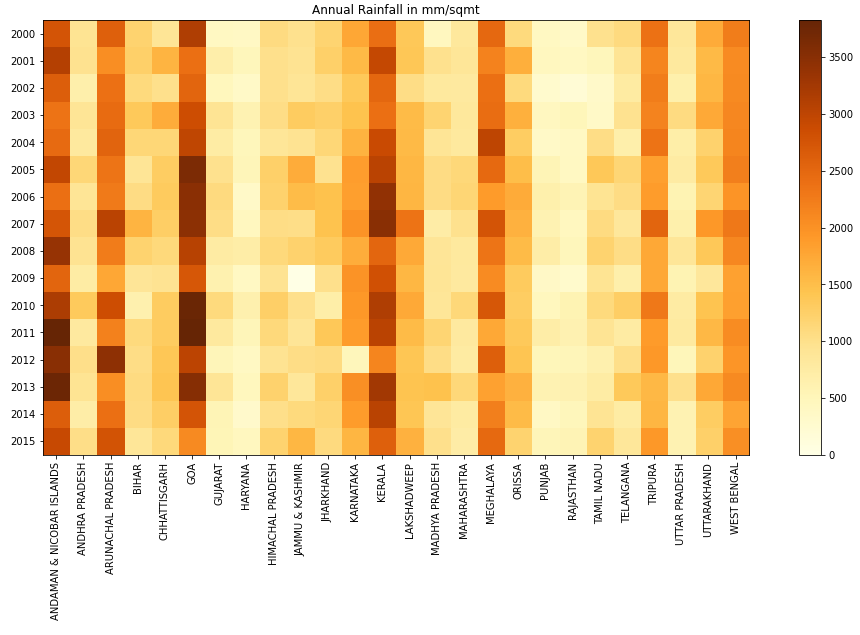 Annual Rainfall in mm/sqmt
2000
2001
2002
2003
2004
2005
2006
2007
2008
2009
2010
2011
2012
2013
2014
2015
ANDAMAN & NICOBAR ISLANDS
ANDHRA PRADESH
ARUNACHAL PRADESH
BIHAR
CHHATTISGARH
GOA
GUJARAT
HARYANA
HIMACHAL PRADESH
JAMMU & KASHMIR
JHARKHAND
KARNATAKA
KERALA
LAKSHADWEEP
MADHYA PRADESH
MAHARASHTRA
MEGHALAYA
ORISSA
PUNJAB
RAJASTHAN
TAMIL NADU
TELANGANA
TRIPURA
UTTAR PRADESH
UTTARAKHAND
WEST BENGAL
3500
3000
2500
2000
1500
1000
500
0